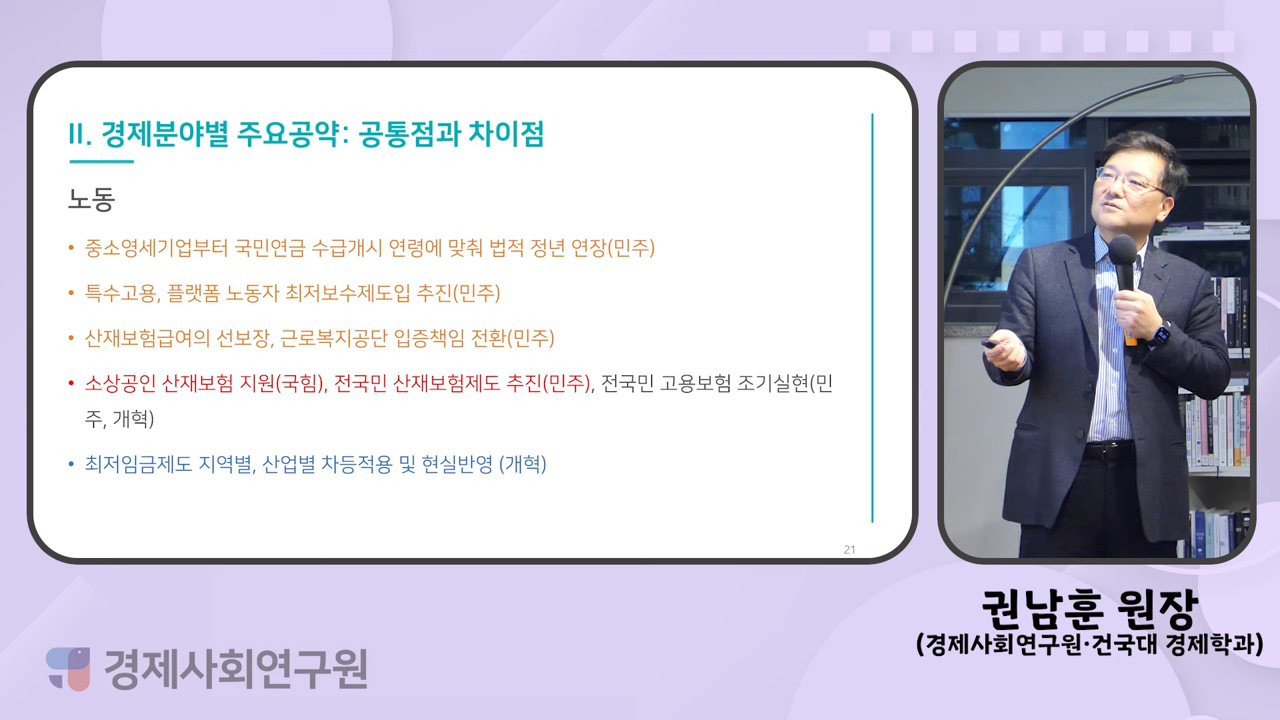 II. 경제분야별 주요공약: 공통점과 차이점
노동
• 중소영세기업부터 국민연금 수급개시 연령에 맞춰 법적 정년 연장(민주)
• 특수고용, 플랫폼 노동자 최저보수제도입 추진(민주)
• 산재보험급여의 선보장, 근로복지공단 입증책임 전환(민주)
• 소상공인 산재보험 지원(국힘), 전국민 산재보험제도 추진(민주), 전국민 고용보험 조기실현(민
주, 개혁)
• 최저임금제도 지역별, 산업별 차등적용 및 현실반영 (개혁)
21
권남훈 원장
(경제사회연구원·건국대 경제학과)
경제사회연구원